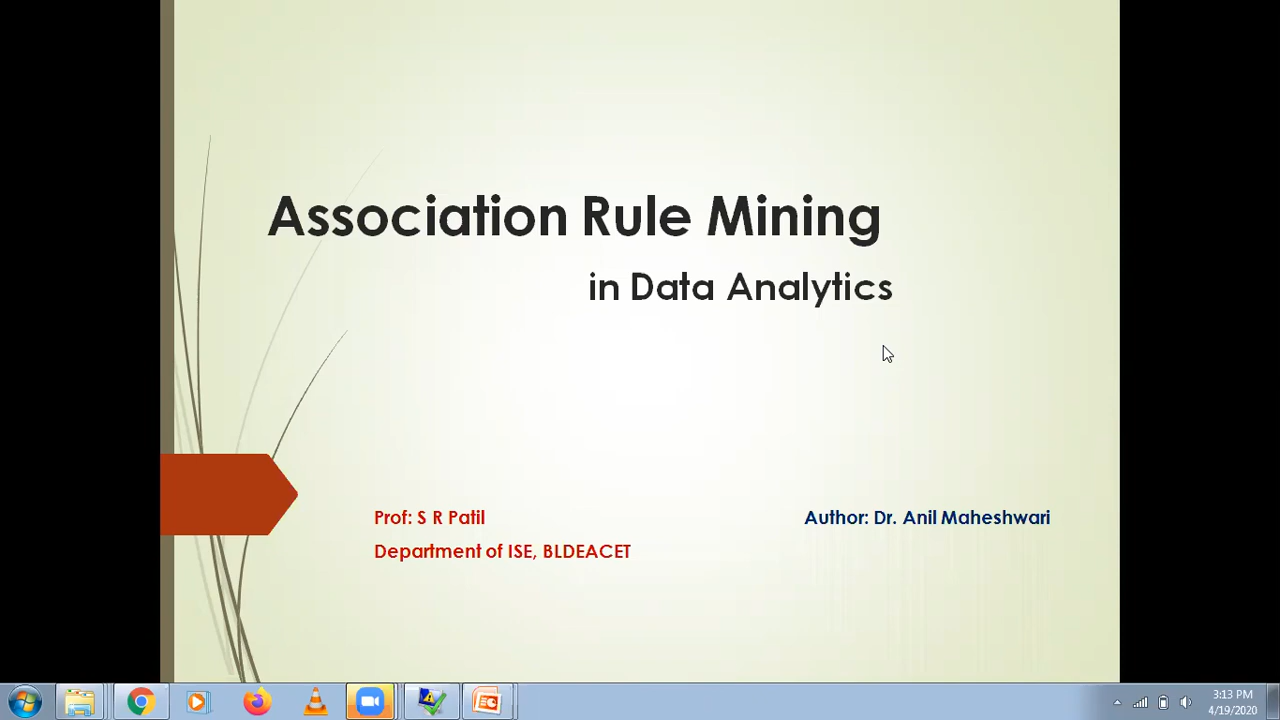 Association Rule Mining
in Data Analytics
Prof: S R Patil
Author: Dr. Anil Maheshwari
Department of ISE, BLDEACET
3:13 PM
4/19/2020